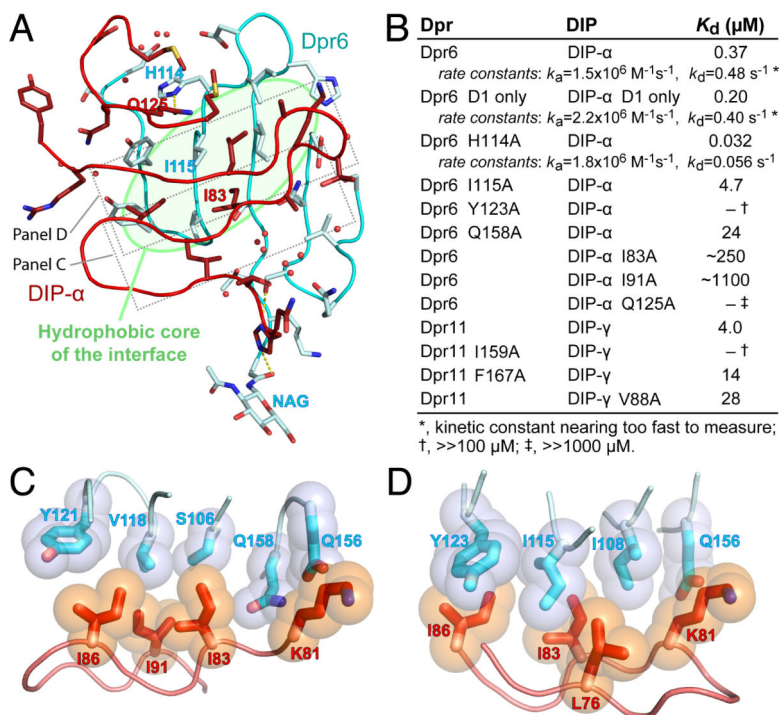 A
Dpr6
H114
Q125
I115
I83
Panel D
Panel C
DIP-α
Hydrophobic core
of the interface
NAG
B
Dpr DIP Kd (µM)
Dpr6 DIP-α 0.37
rate constants: ka=1.5x10⁶ M⁻¹s⁻¹, kd=0.48 s⁻¹ *
Dpr6 D1 only DIP-α D1 only 0.20
rate constants: ka=2.2x10⁶ M⁻¹s⁻¹, kd=0.40 s⁻¹ *
Dpr6 H114A DIP-α 0.032
rate constants: ka=1.8x10⁶ M⁻¹s⁻¹, kd=0.056 s⁻¹
Dpr6 I115A DIP-α 4.7
Dpr6 Y123A DIP-α – †
Dpr6 Q158A DIP-α 24
Dpr6 DIP-α I83A ~250
Dpr6 DIP-α I91A ~1100
Dpr6 DIP-α Q125A – ‡
Dpr11 DIP-γ 4.0
Dpr11 I159A DIP-γ – †
Dpr11 F167A DIP-γ 14
Dpr11 DIP-γ V88A 28
*, kinetic constant nearing too fast to measure;
†, >>100 µM; ‡, >>1000 µM.
C
Y121
V118
S106
Q158
Q156
I86
I91
I83
K81
D
Y123
I115
I108
Q156
I86
I83
K81
L76